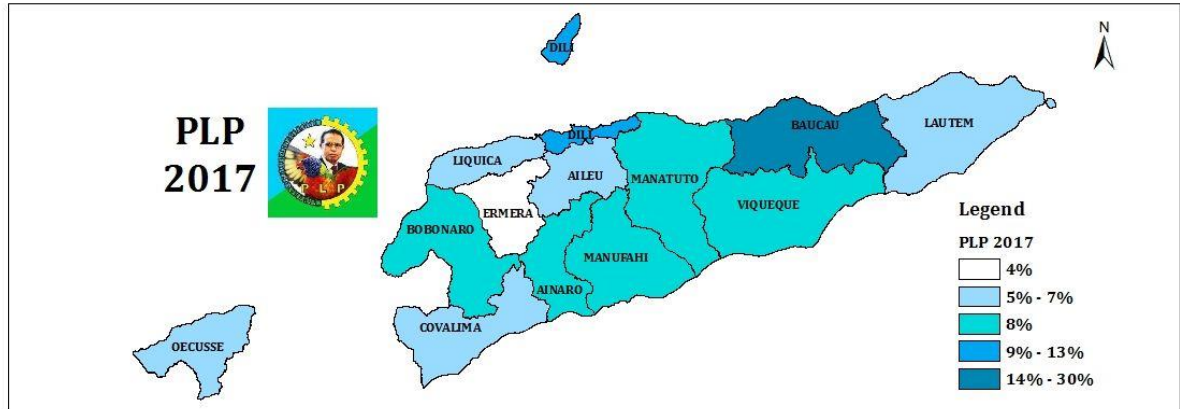 N
DILI
PLP
2017
P L P
DILI
BAUCAU
LAUTEM
LIQUICA
AILEU
MANATUTO
ERMERA
VIQUEQUE
BOBONARO
MANUFAHI
AINARO
COVALIMA
OECUSSE
Legend
PLP 2017
4%
5% - 7%
8%
9% - 13%
14% - 30%